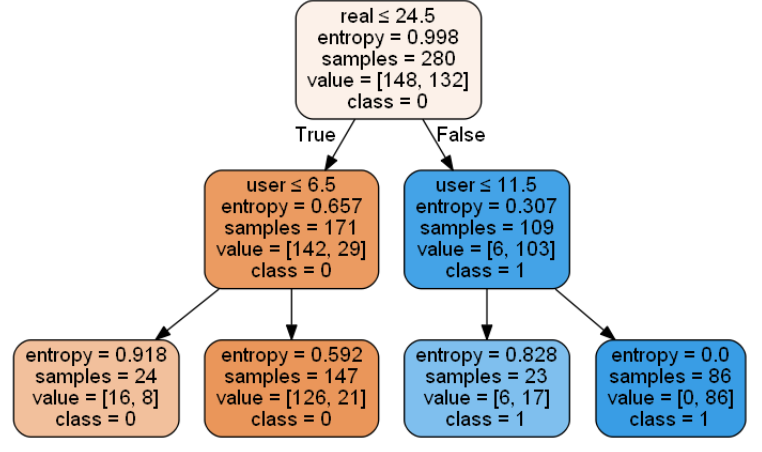 real ≤ 24.5
entropy = 0.998
samples = 280
value = [148, 132]
class = 0
True
False
user ≤ 6.5
entropy = 0.657
samples = 171
value = [142, 29]
class = 0
user ≤ 11.5
entropy = 0.307
samples = 109
value = [6, 103]
class = 1
entropy = 0.918
samples = 24
value = [16, 8]
class = 0
entropy = 0.592
samples = 147
value = [126, 21]
class = 0
entropy = 0.828
samples = 23
value = [6, 17]
class = 1
entropy = 0.0
samples = 86
value = [0, 86]
class = 1